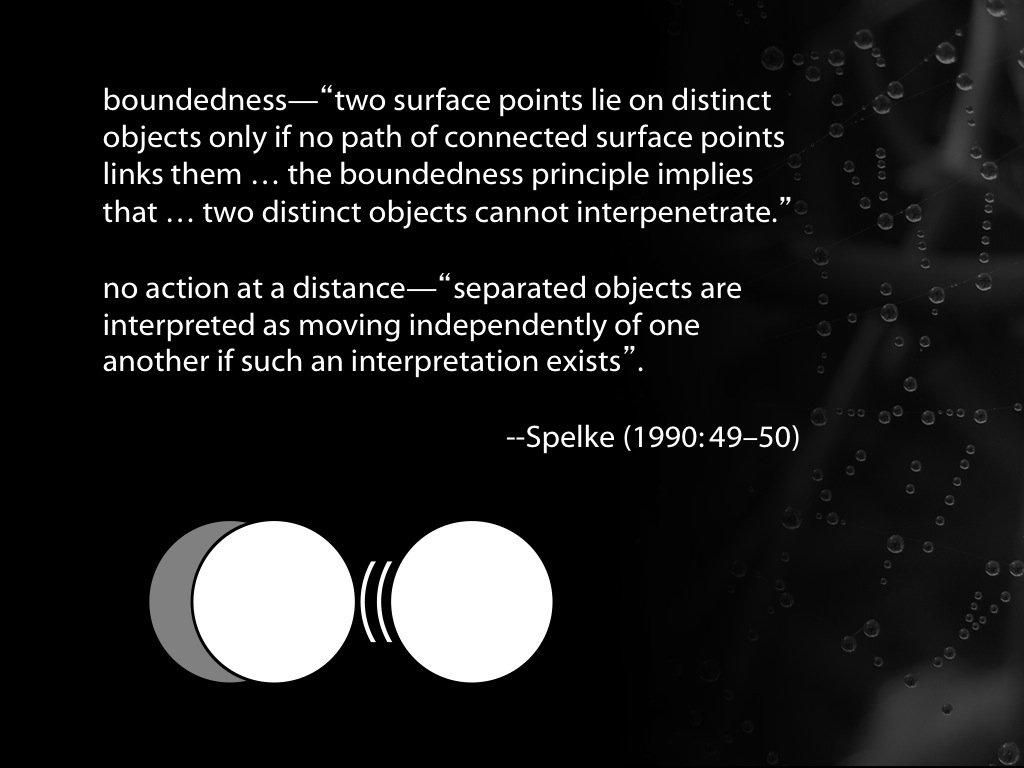 boundedness—“two surface points lie on distinct
objects only if no path of connected surface points
links them … the boundedness principle implies
that … two distinct objects cannot interpenetrate.”
no action at a distance—“separated objects are
interpreted as moving independently of one
another if such an interpretation exists”.
--Spelke (1990: 49–50)